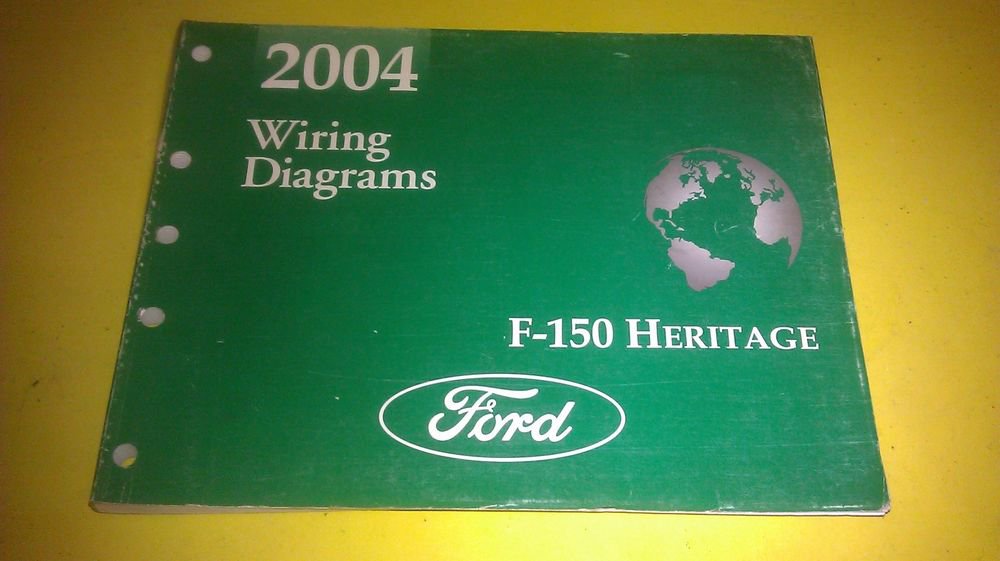 2004
Wiring
Diagrams
F-150 HERITAGE
Ford